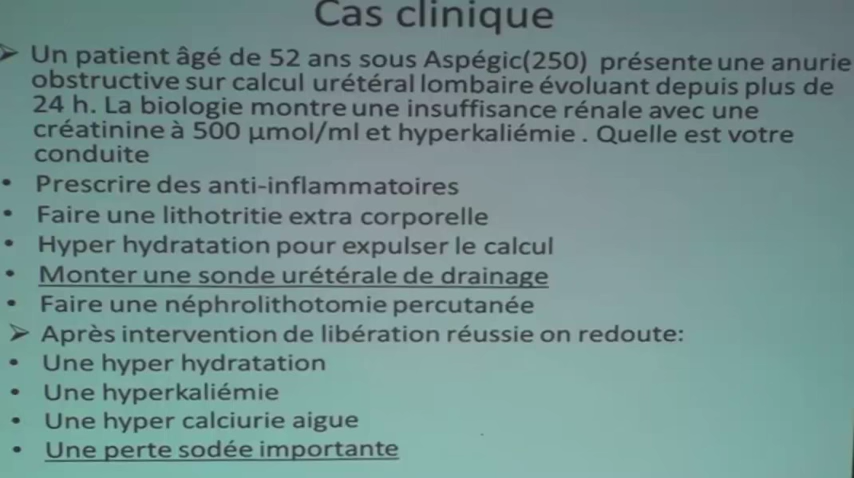 Cas clinique
➤ Un patient âgé de 52 ans sous Aspégic(250) présente une anurie
obstructive sur calcul urétéral lombaire évoluant depuis plus de
24 h. La biologie montre une insuffisance rénale avec une
créatinine à 500 µmol/ml et hyperkaliémie . Quelle est votre
conduite
• Prescrire des anti-inflammatoires
• Faire une lithotritie extra corporelle
• Hyper hydratation pour expulser le calcul
• Monter une sonde urétérale de drainage
• Faire une néphrolithotomie percutanée
➤ Après intervention de libération réussie on redoute:
• Une hyper hydratation
• Une hyperkaliémie
• Une hyper calciurie aigue
• Une perte sodée importante